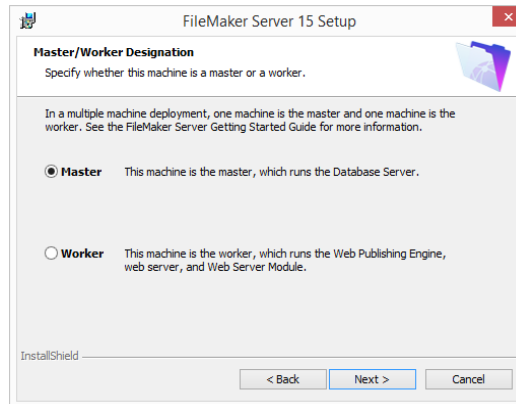 FileMaker Server 15 Setup
Master/Worker Designation
Specify whether this machine is a master or a worker.
In a multiple machine deployment, one machine is the master and one machine is the
worker. See the FileMaker Server Getting Started Guide for more information.
Master This machine is the master, which runs the Database Server.
Worker This machine is the worker, which runs the Web Publishing Engine,
web server, and Web Server Module.
InstallShield
< Back Next > Cancel